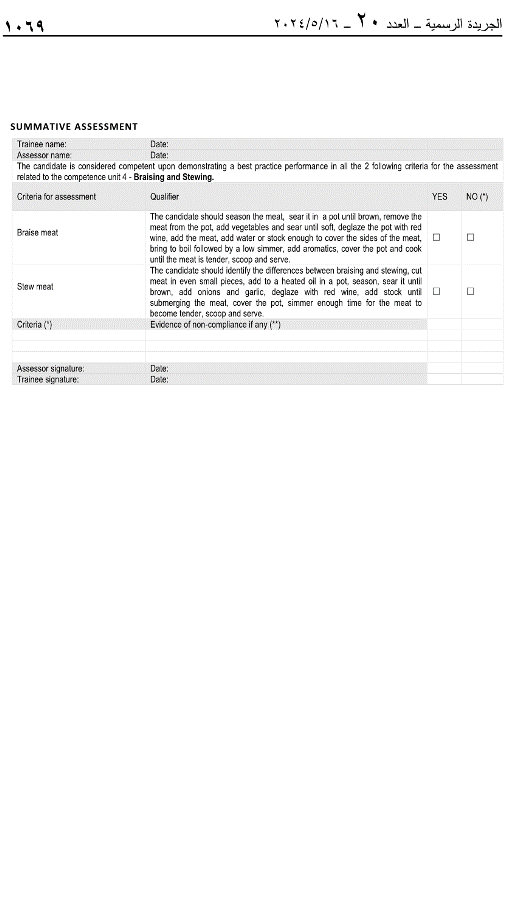 الجريدة الرسمية ــ العدد ٢٠ ــ ٢٠٢٤/٥/١٦
١٠٦٩
SUMMATIVE ASSESSMENT
Trainee name: Date:
Assessor name: Date:
The candidate is considered competent upon demonstrating a best practice performance in all the 2 following criteria for the assessment
related to the competence unit 4 - Braising and Stewing.
Criteria for assessment Qualifier YES NO (*)
Braise meat
The candidate should season the meat, sear it in a pot until brown, remove the
meat from the pot, add vegetables and sear until soft, deglaze the pot with red
wine, add the meat, add water or stock enough to cover the sides of the meat,
bring to boil followed by a low simmer, add aromatics, cover the pot and cook
until the meat is tender, scoop and serve.
☐ ☐
Stew meat
The candidate should identify the differences between braising and stewing, cut
meat in even small pieces, add to a heated oil in a pot, season, sear it until
brown, add onions and garlic, deglaze with red wine, add stock until
submerging the meat, cover the pot, simmer enough time for the meat to
become tender, scoop and serve.
☐ ☐
Criteria (*) Evidence of non-compliance if any (**)
Assessor signature: Date:
Trainee signature: Date: